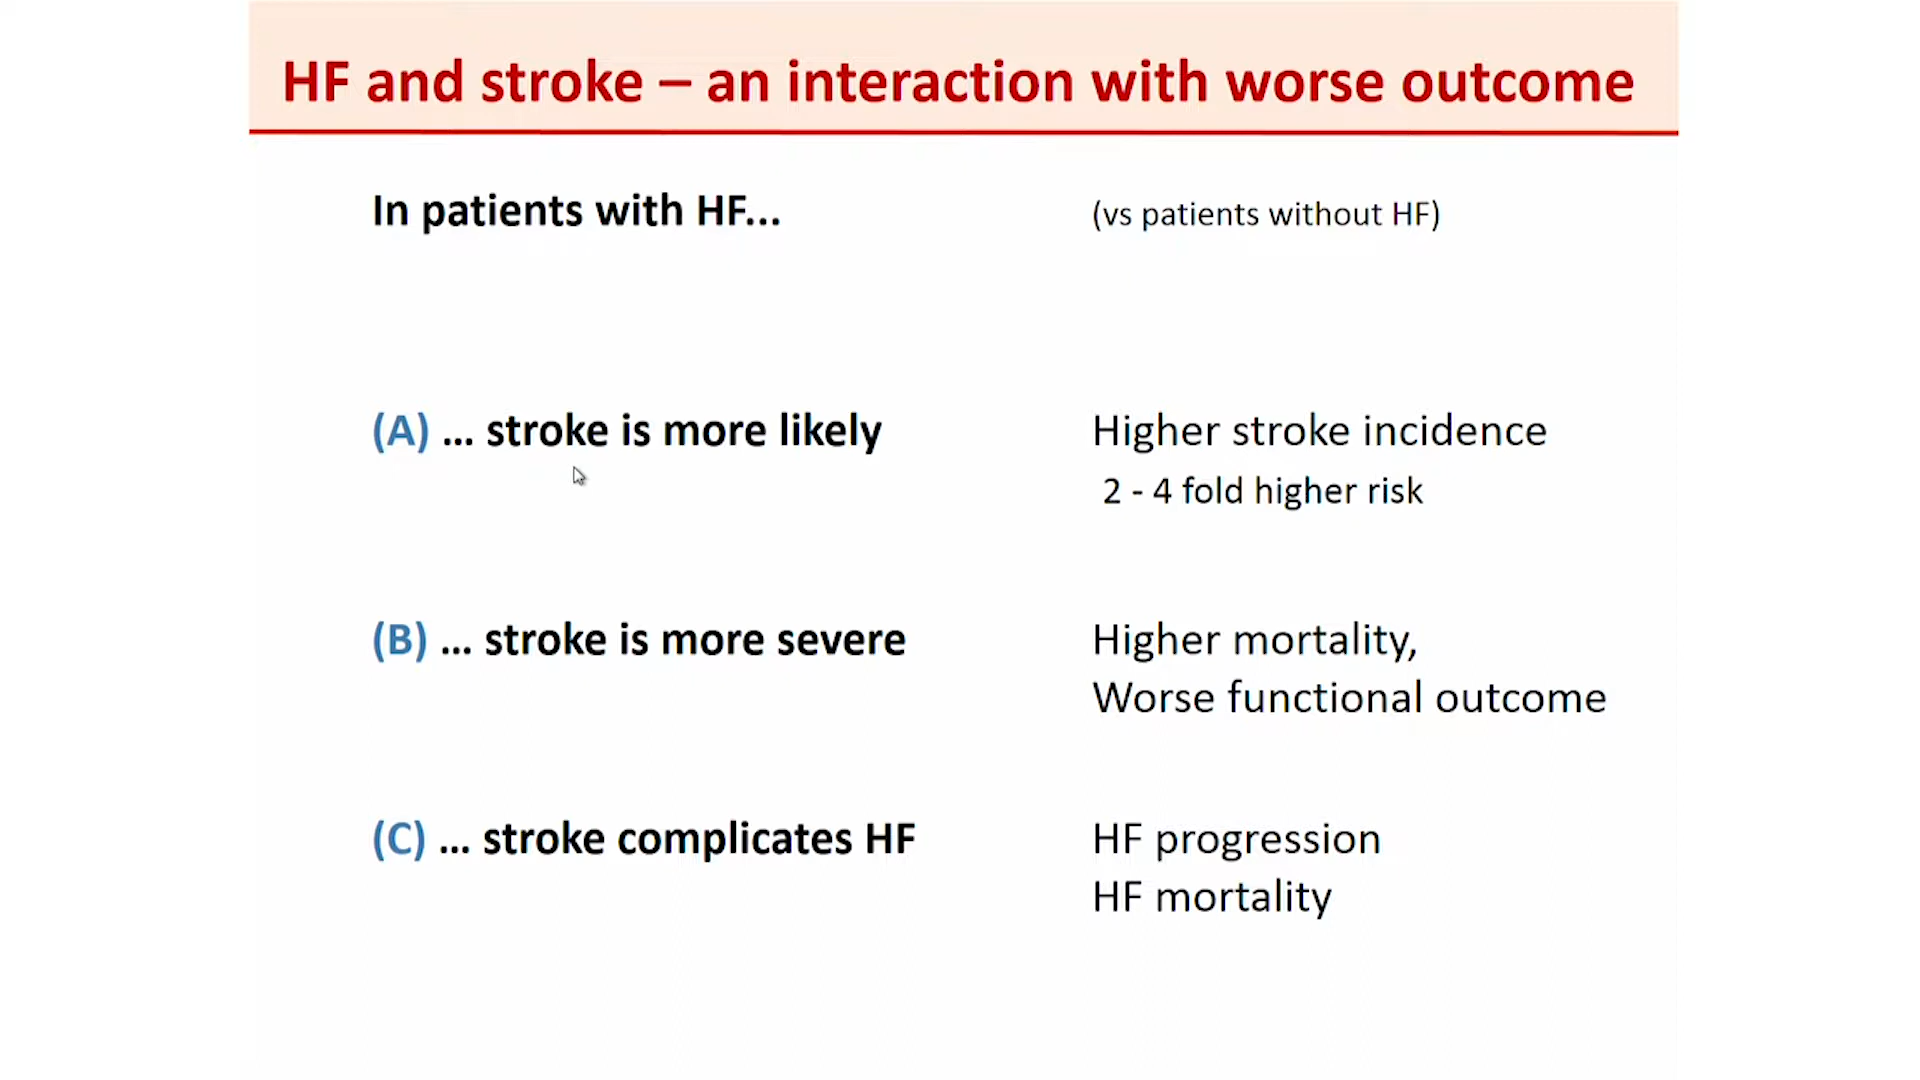 HF and stroke – an interaction with worse outcome
In patients with HF... (vs patients without HF)
(A) ... stroke is more likely Higher stroke incidence
2 - 4 fold higher risk
(B) ... stroke is more severe Higher mortality,
Worse functional outcome
(C) ... stroke complicates HF HF progression
HF mortality